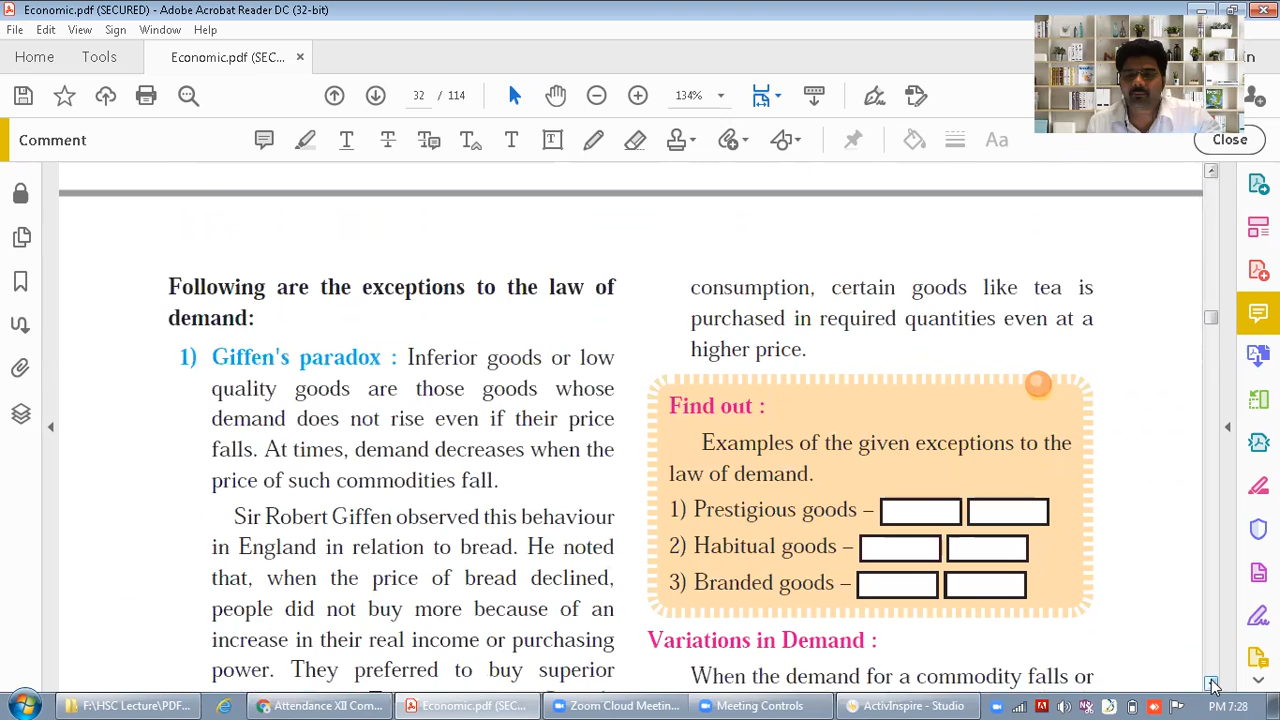 Economic.pdf (SECURED) - Adobe Acrobat Reader DC (32-bit)
File Edit View Sign Window Help
Home Tools Economic.pdf (SEC... ×
32 / 114 134%
Comment
Close
Following are the exceptions to the law of
demand:
1) Giffen's paradox : Inferior goods or low
quality goods are those goods whose
demand does not rise even if their price
falls. At times, demand decreases when the
price of such commodities fall.
Sir Robert Giffen observed this behaviour
in England in relation to bread. He noted
that, when the price of bread declined,
people did not buy more because of an
increase in their real income or purchasing
power. They preferred to buy superior
consumption, certain goods like tea is
purchased in required quantities even at a
higher price.
Find out :
Examples of the given exceptions to the
law of demand.
1) Prestigious goods –
2) Habitual goods –
3) Branded goods –
Variations in Demand :
When the demand for a commodity falls or
F:\HSC Lecture\PDF... Attendance XII Comp... Economic.pdf (SEC... Zoom Cloud Meeting... Meeting Controls ActivInspire - Studio PM 7:28